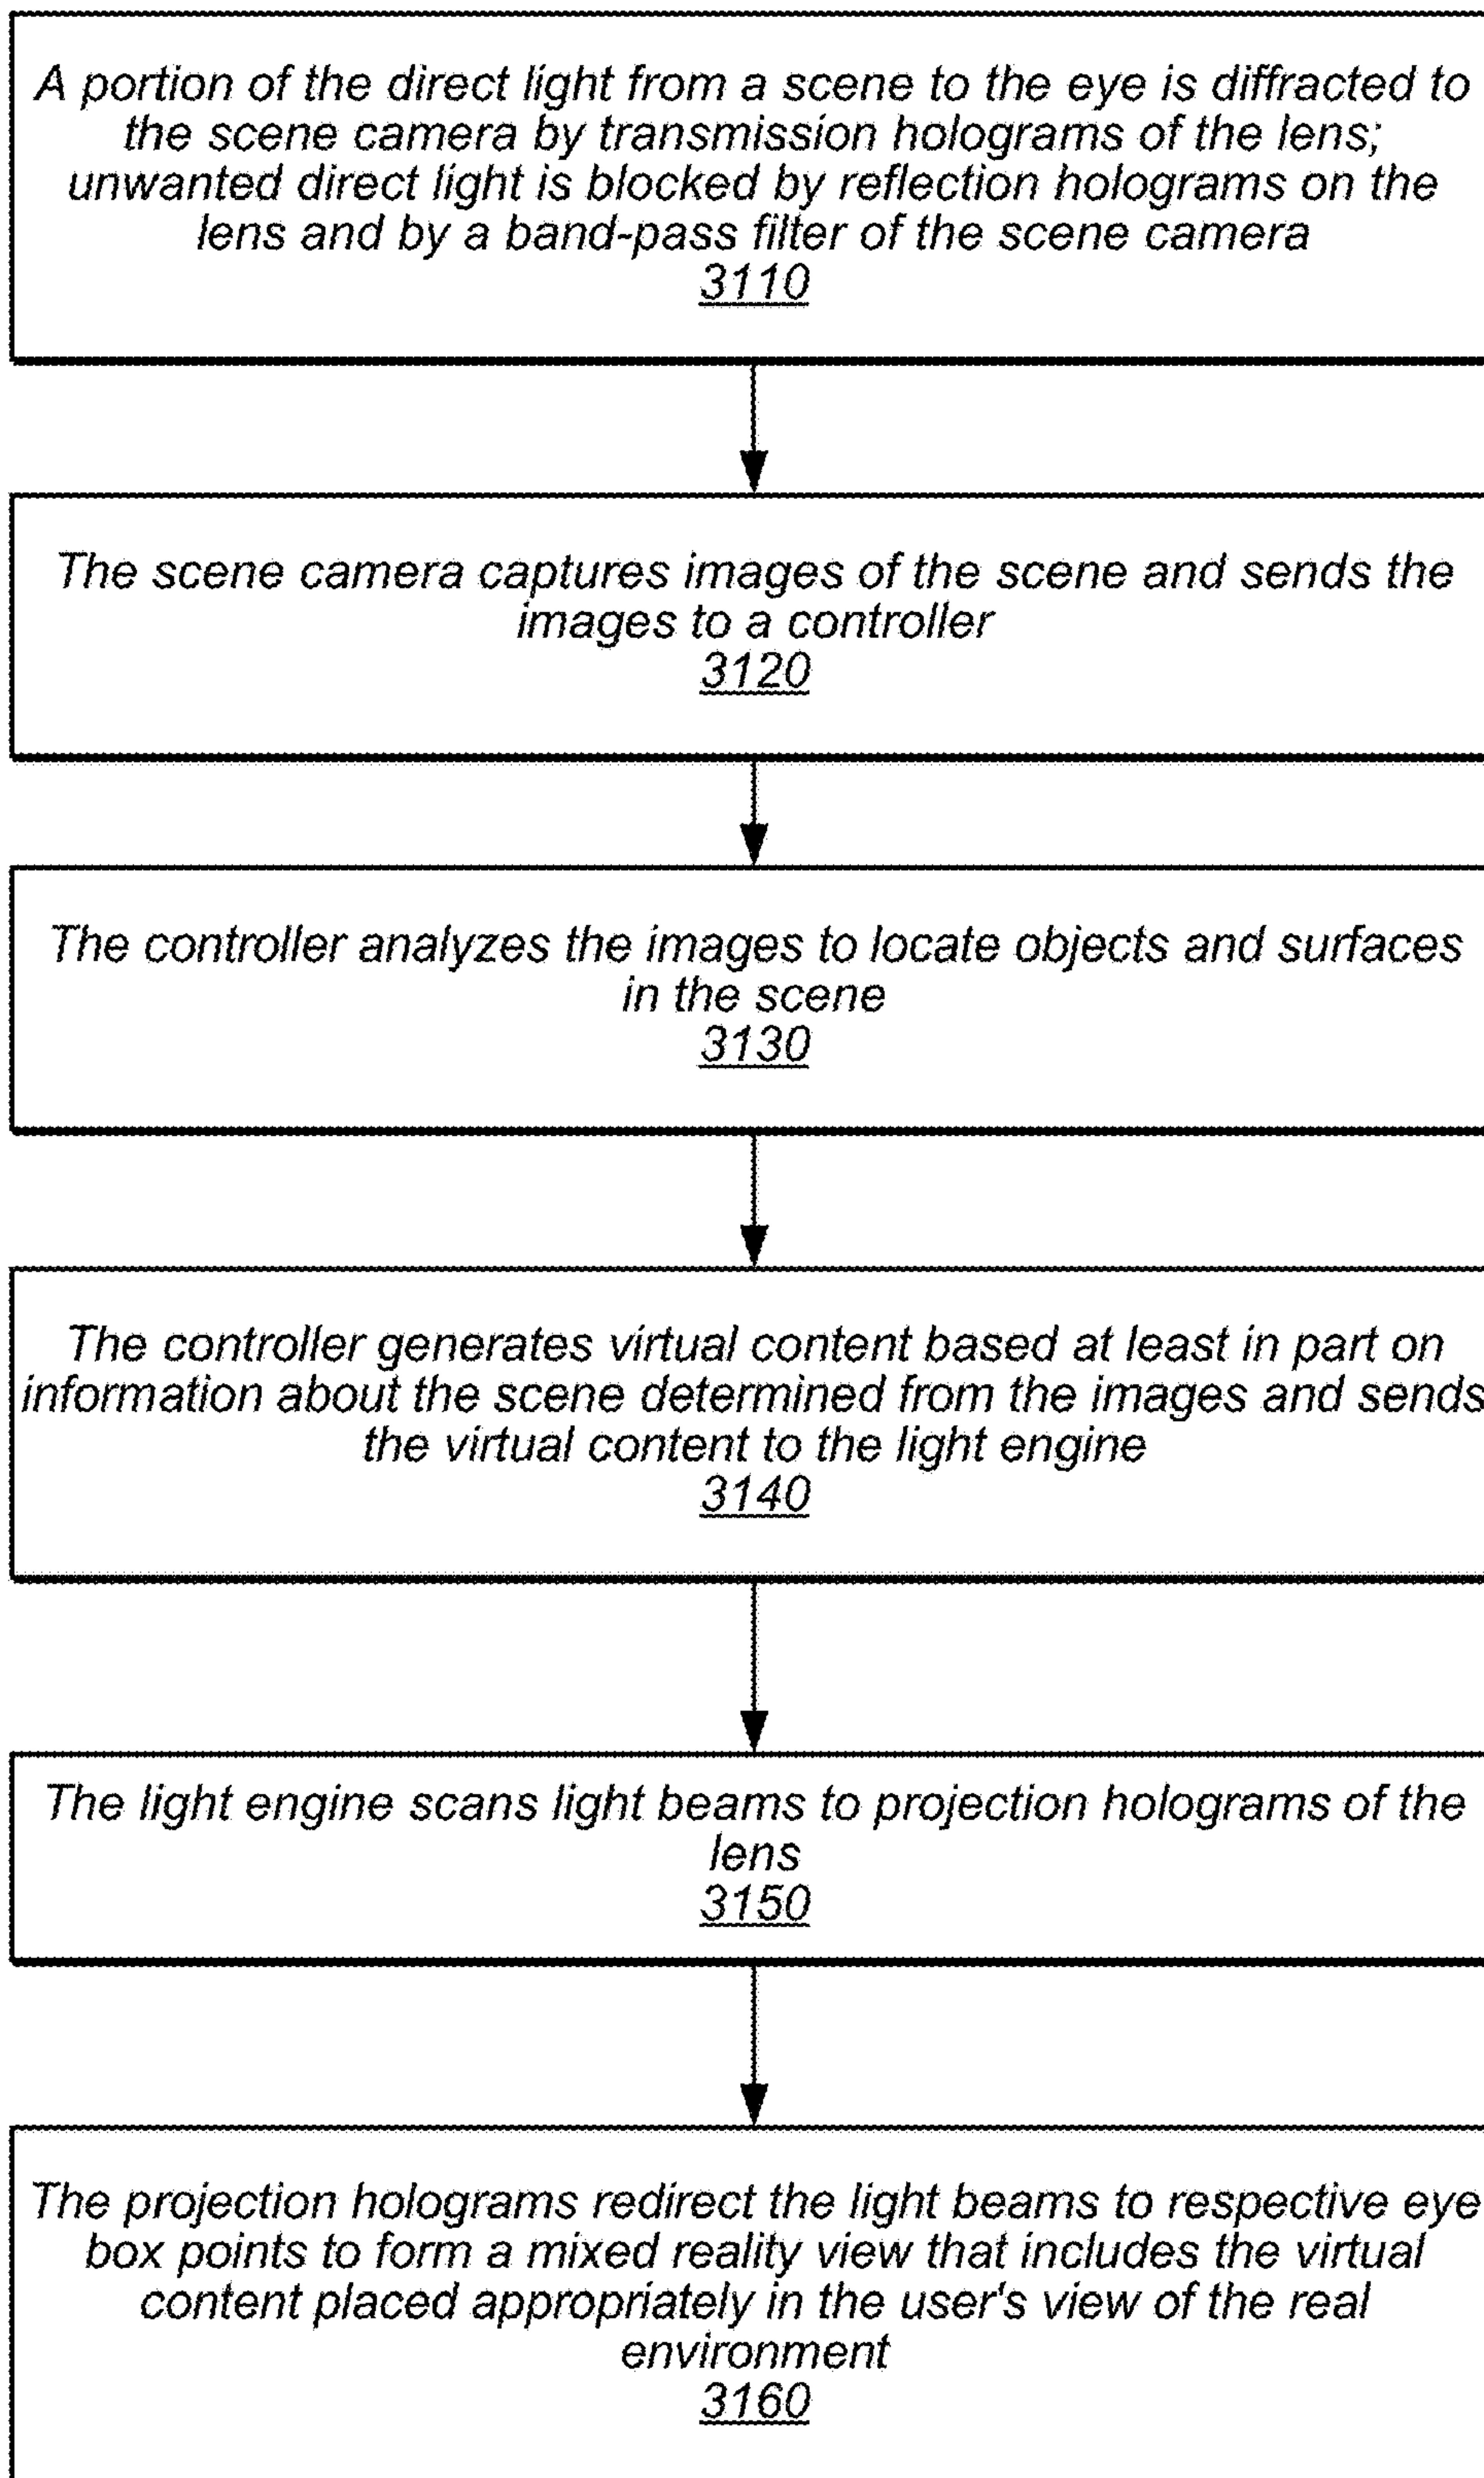 A portion of the direct light from a scene to the eye is diffracted to
the scene camera by transmission holograms of the lens;
unwanted direct light is blocked by reflection holograms on the
lens and by a band-pass filter of the scene camera
3110
The scene camera captures images of the scene and sends the
images to a controller
3120
The controller analyzes the images to locate objects and surfaces
in the scene
3130
The controller generates virtual content based at least in part on
information about the scene determined from the images and sends
the virtual content to the light engine
3140
The light engine scans light beams to projection holograms of the
lens
3150
The projection holograms redirect the light beams to respective eye
box points to form a mixed reality view that includes the virtual
content placed appropriately in the user's view of the real
environment
3160